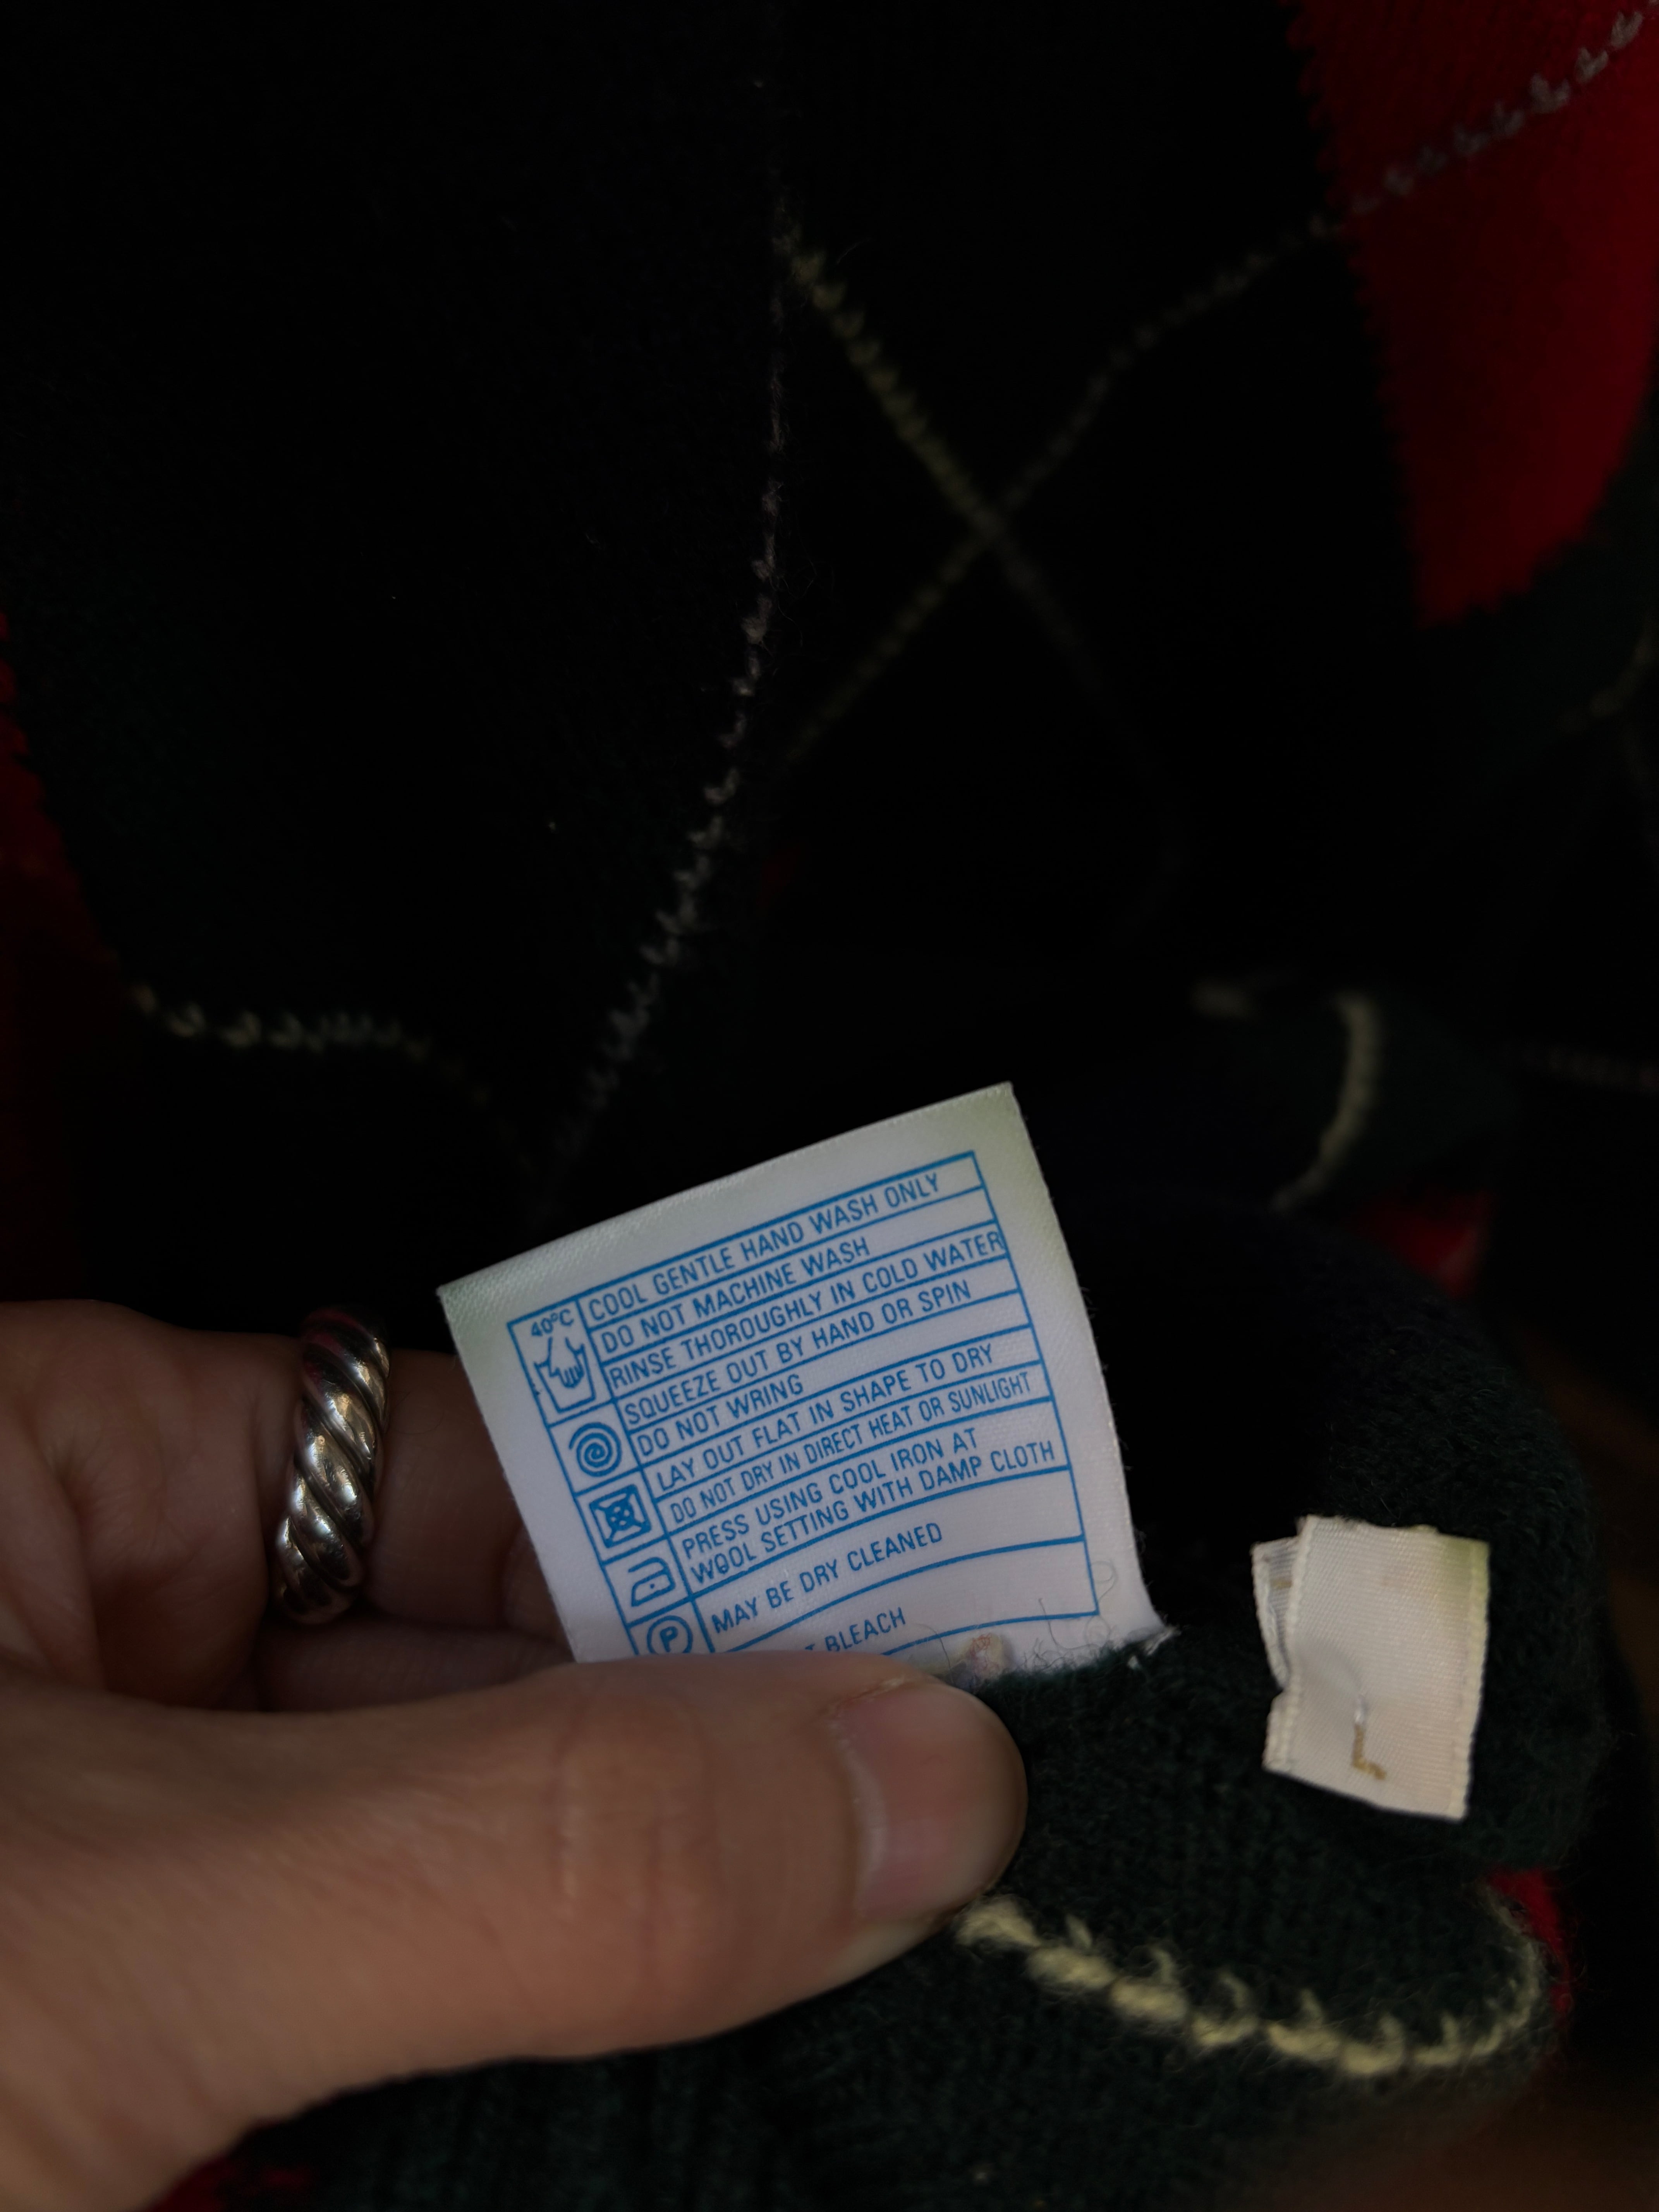 40°C
COOL GENTLE HAND WASH ONLY
DO NOT MACHINE WASH
RINSE THOROUGHLY IN COLD WATER
SQUEEZE OUT BY HAND OR SPIN
DO NOT WRING
LAY OUT FLAT IN SHAPE TO DRY
DO NOT DRY IN DIRECT HEAT OR SUNLIGHT
PRESS USING COOL IRON AT
WOOL SETTING WITH DAMP CLOTH
P
MAY BE DRY CLEANED
BLEACH
L